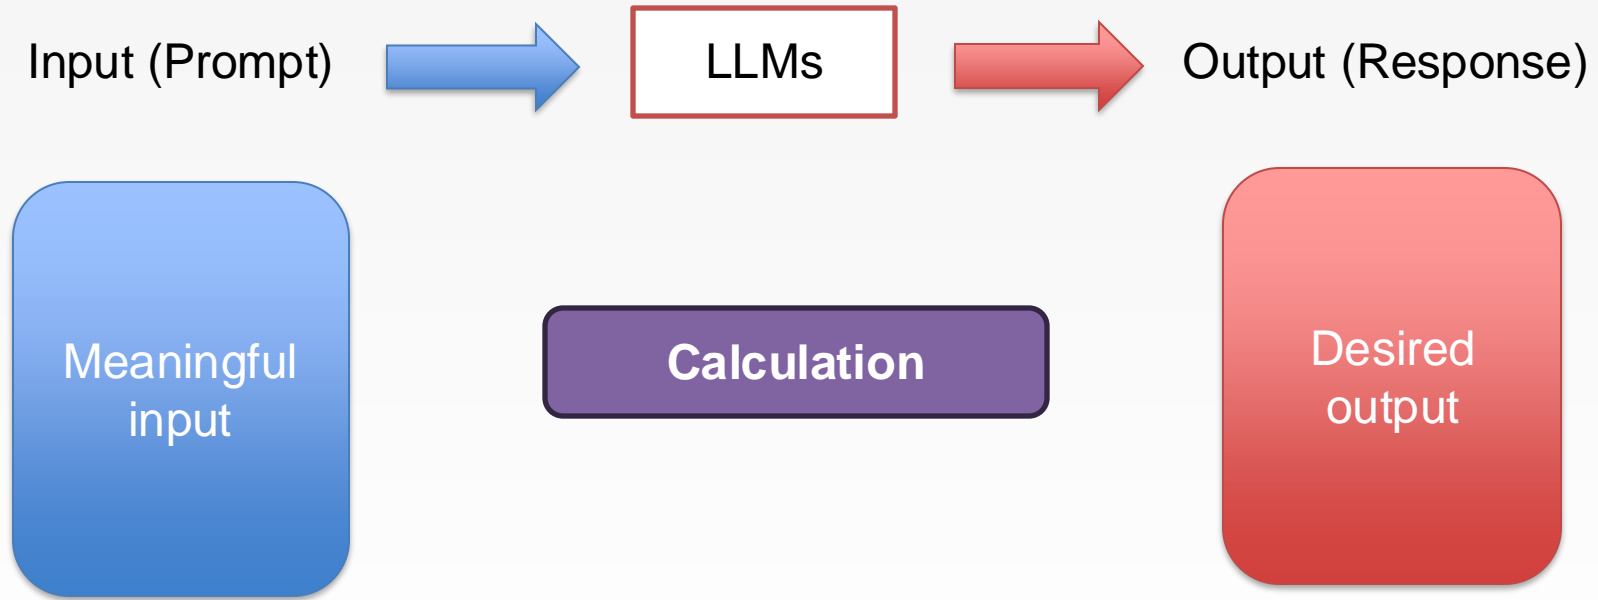 Input (Prompt)
LLMs
Output (Response)
Meaningful
input
Calculation
Desired
output